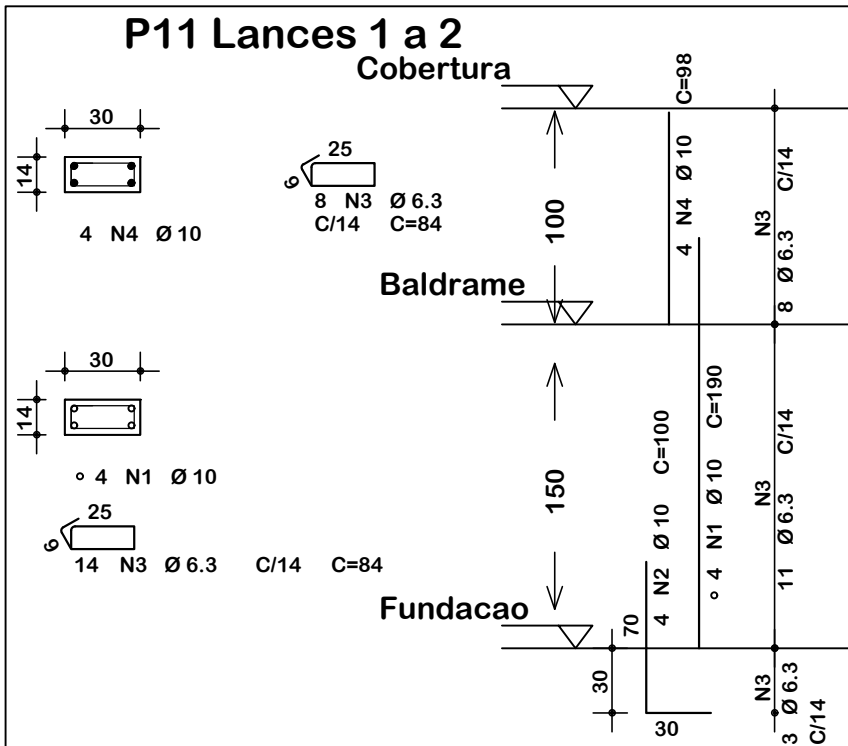 P11 Lances 1 a 2
Cobertura
30
14
4 N4 Ø 10
25
9
8 N3 Ø 6.3
C/14 C=84
100
4 N4 Ø 10 C=98
8 Ø 6.3 N3 C/14
Baldrame
30
14
4 N1 Ø 10
25
9
14 N3 Ø 6.3 C/14 C=84
150
4 N2 Ø 10 C=100
4 N1 Ø 10 C=190
11 Ø 6.3 N3 C/14
Fundacao
70
30
30
N3
3 Ø 6.3
C/14